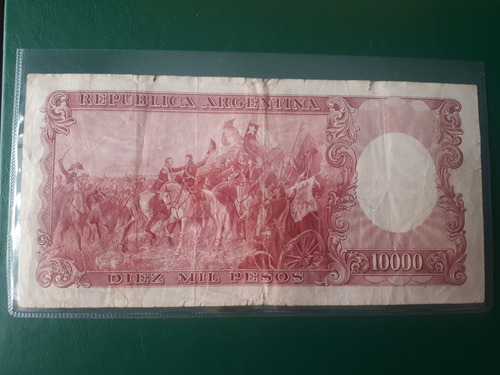 REPUBLICA ARGENTINA
DIEZ MIL PESOS
10000